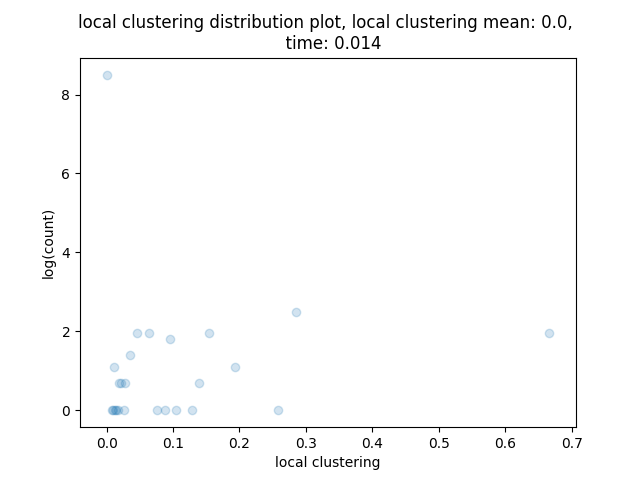 local clustering distribution plot, local clustering mean: 0.0,
time: 0.014
8
6
4
2
0
log(count)
0.0 0.1 0.2 0.3 0.4 0.5 0.6 0.7
local clustering